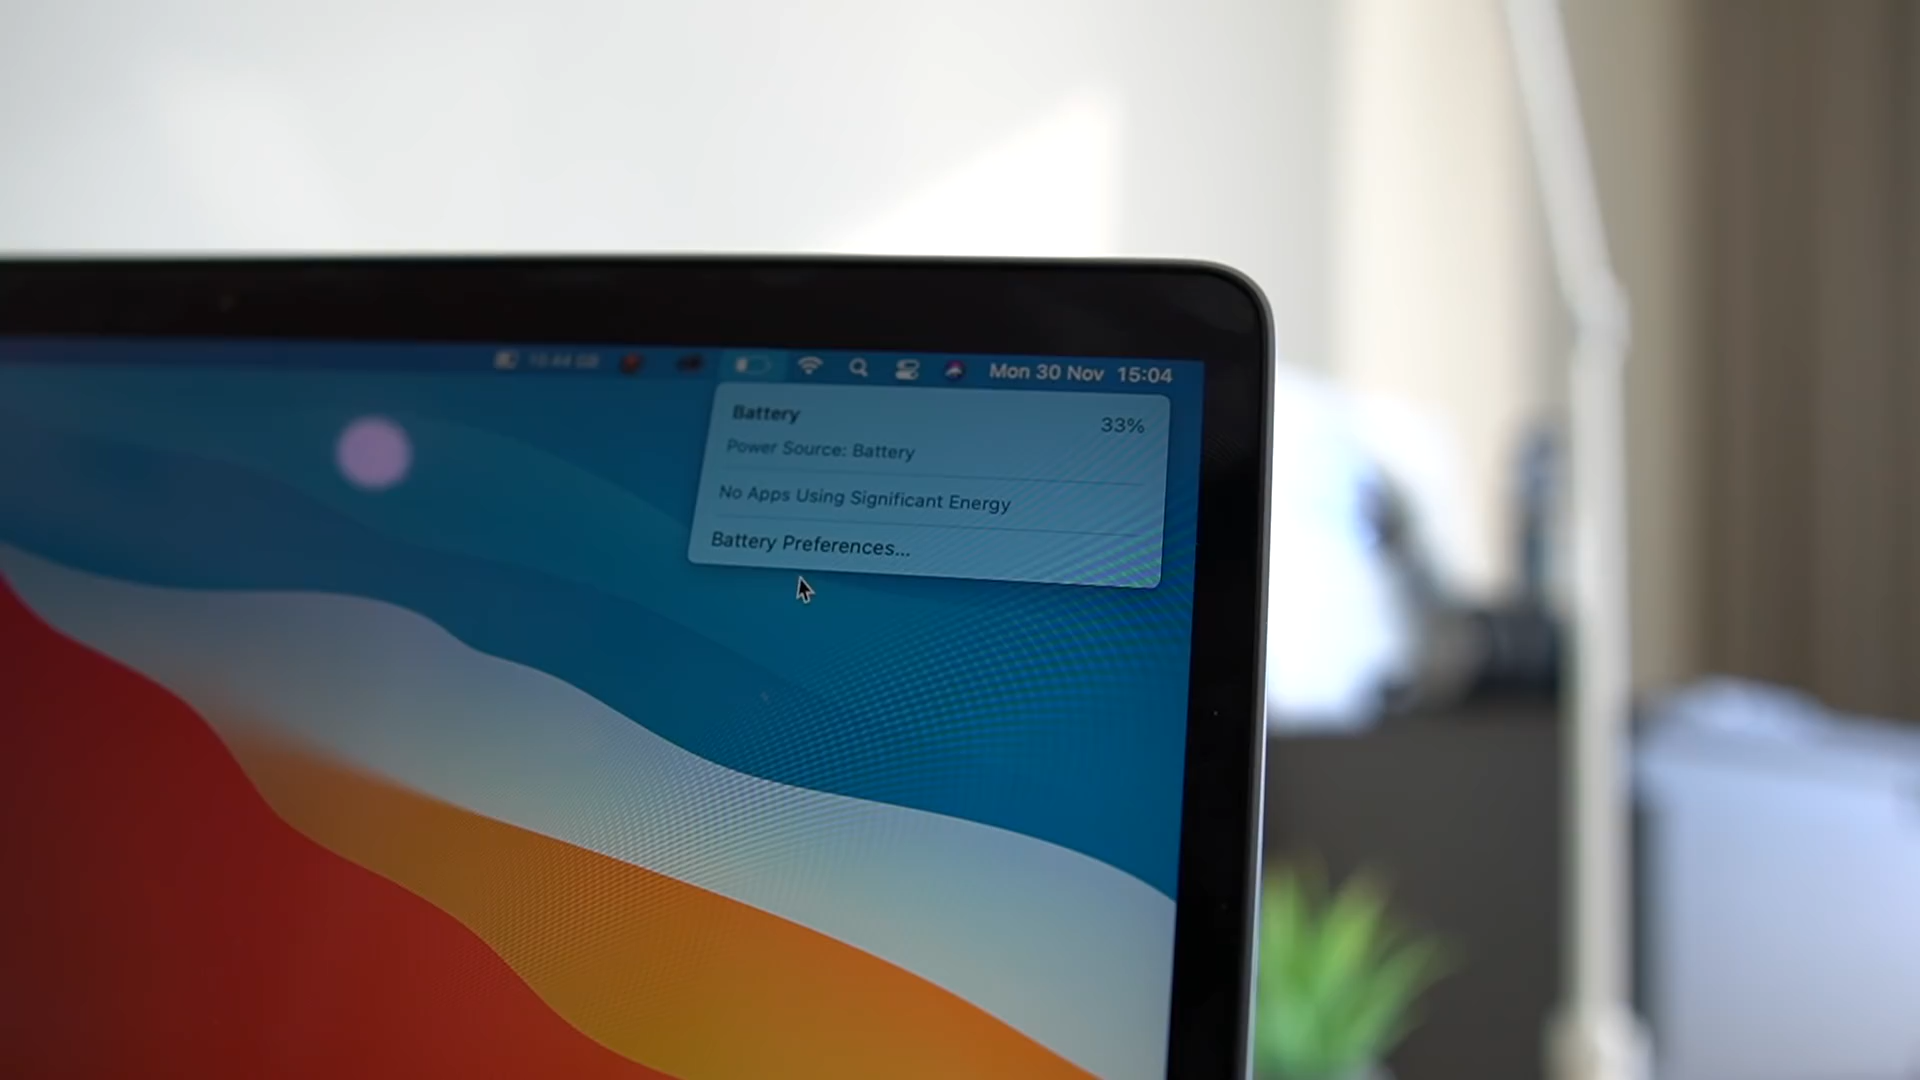 Mon 30 Nov 15:04
Battery 33%
Power Source: Battery
No Apps Using Significant Energy
Battery Preferences...